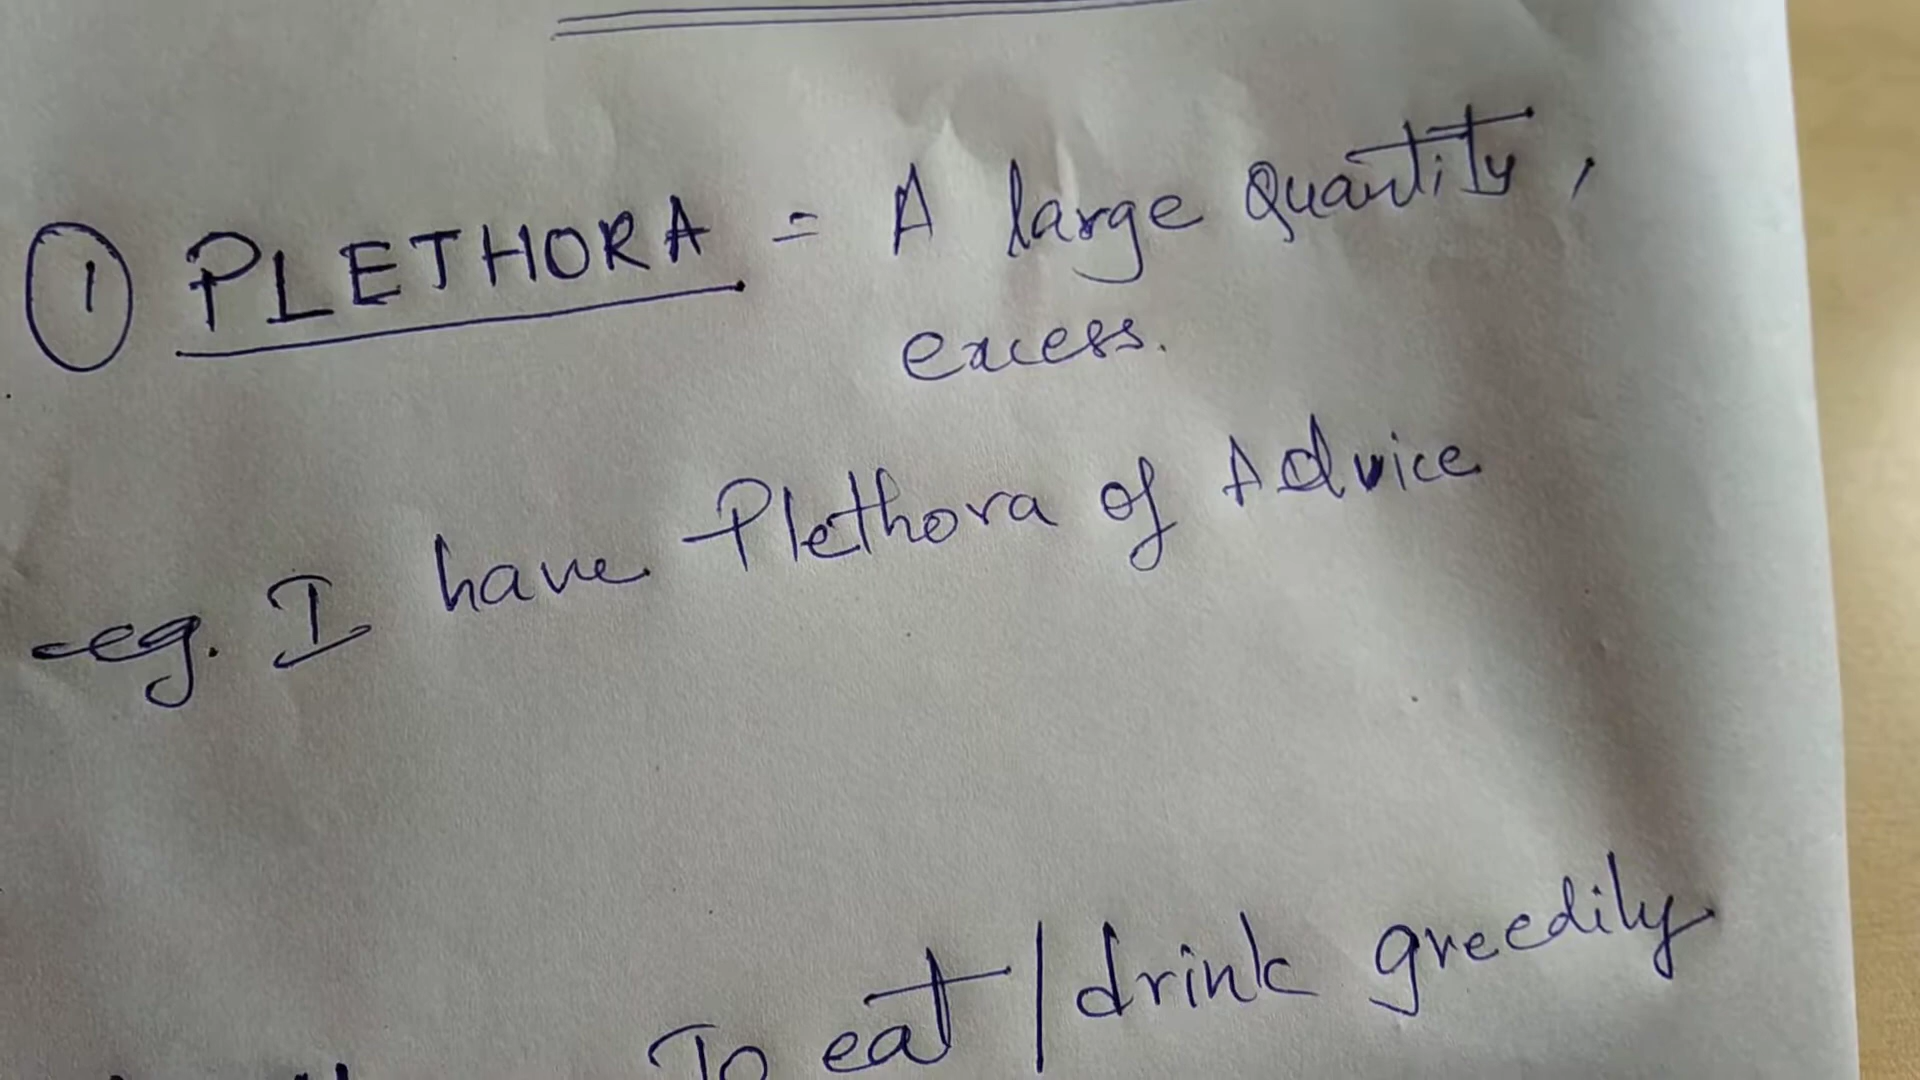 ① PLETHORA = A large Quantity,
excess.
eg. I have Plethora of Advice
To eat/drink greedily